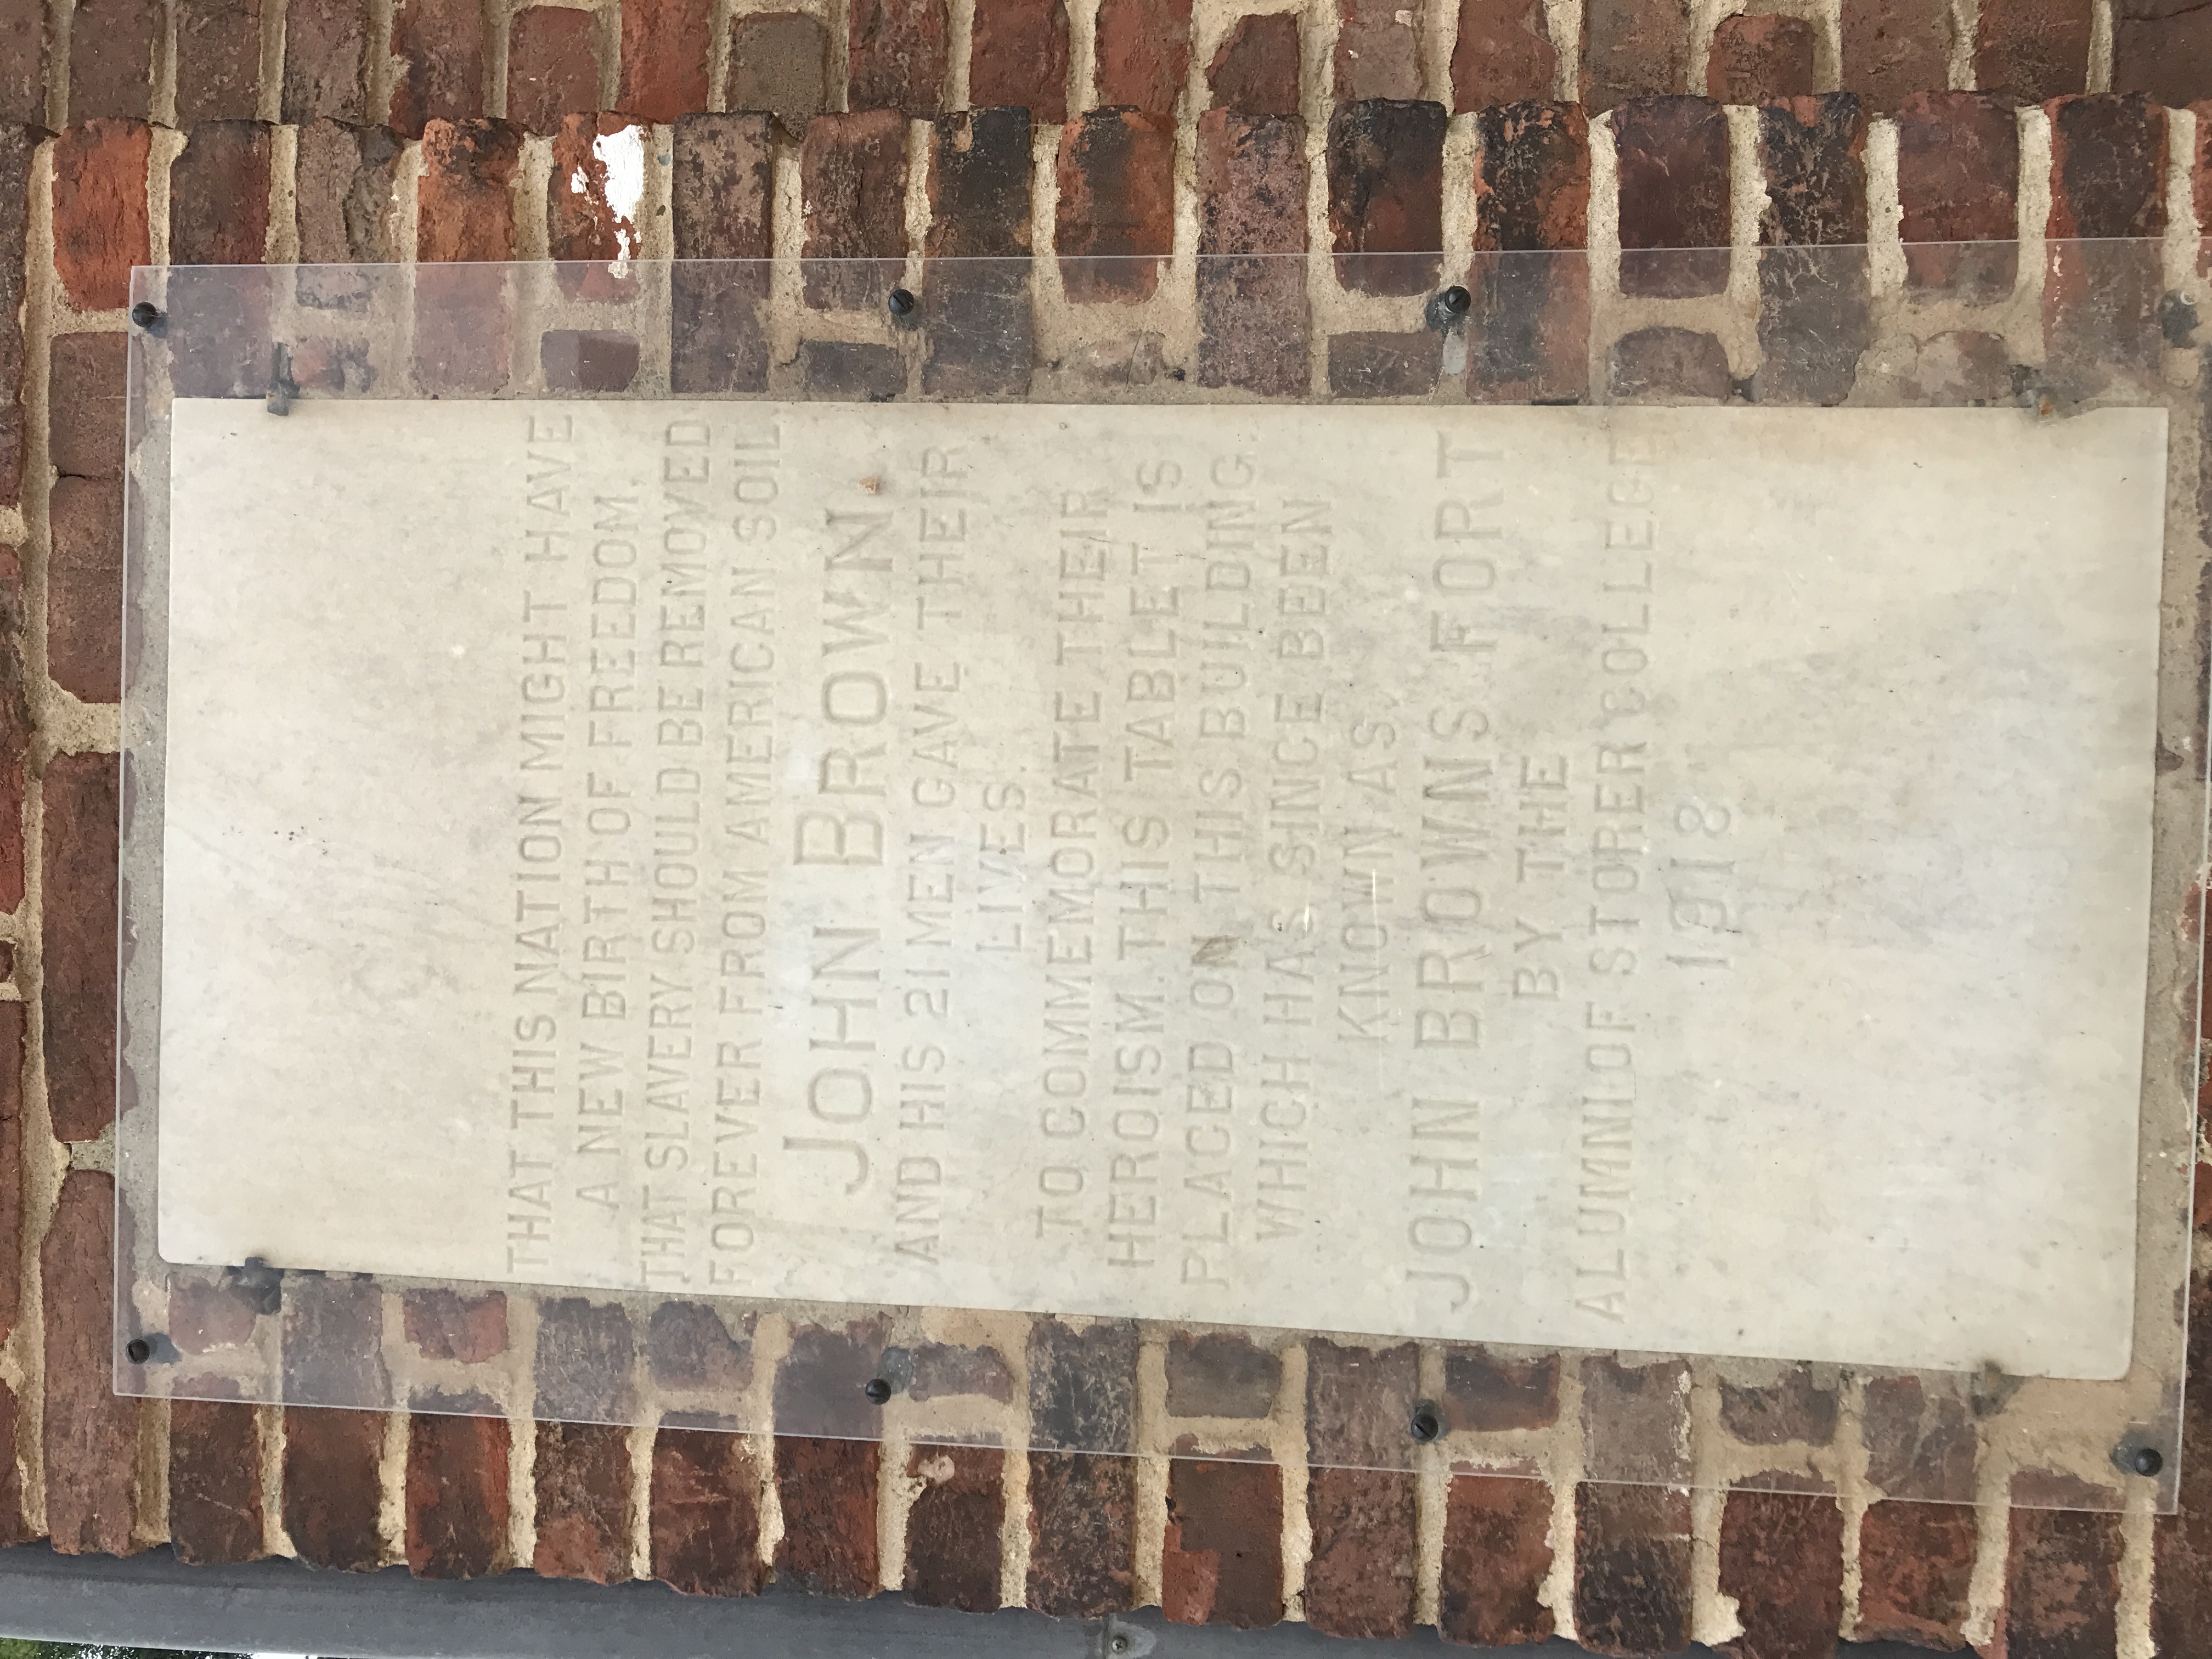 THAT THIS NATION MIGHT HAVE
A NEW BIRTH OF FREEDOM,
THAT SLAVERY SHOULD BE REMOVED
FOREVER FROM AMERICAN SOIL
JOHN BROWN
AND HIS 21 MEN GAVE THEIR
LIVES.
TO COMMEMORATE THEIR
HEROISM, THIS TABLET IS
PLACED ON THIS BUILDING,
WHICH HAS SINCE BEEN
KNOWN AS
JOHN BROWN'S FORT
BY THE
ALUMNI OF STORER COLLEGE
1918